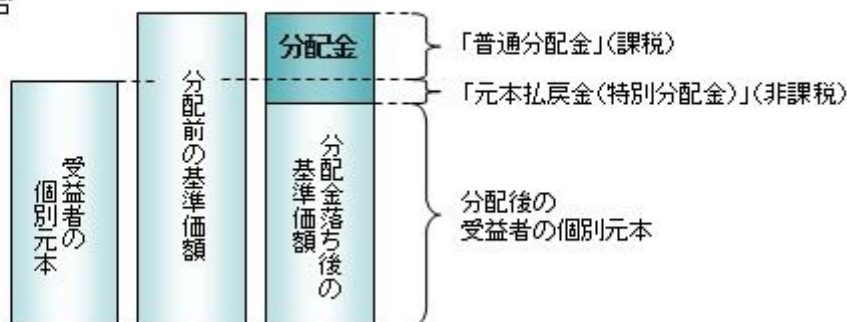 受益者の
個別元本
分配前の基準価額
分配金
分配金落ち後の
基準価額
「普通分配金」(課税)
「元本払戻金(特別分配金)」(非課税)
分配後の
受益者の個別元本